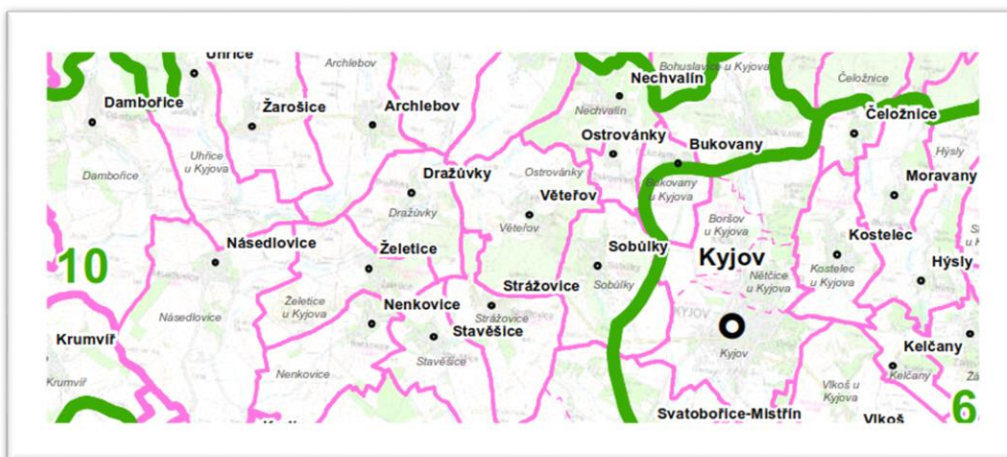 Uhřice
Archlebov
Bohuslavice u Kyjova
Nechvalín
Čeložnice
Dambořice
Žarošice
Archlebov
Nechvalín
Čeložnice
Ostrovánky
Bukovany
Hýsly
Uhřice
u Kyjova
Dambořice
Dražůvky
Ostrovánky
Moravany
Bukovany
u Kyjova
Věteřov
Dražůvky
Boršov
u Kyjova
Věteřov
Kostelec
Násedlovice
Želetice
Sobůlky
Kyjov
Hýsly
10
Kostelec
u Kyjova
Nětčice
u Kyjova
Strážovice
Sobůlky
Želetice
u Kyjova
Nenkovice
Násedlovice
Strážovice
KYJOV
Stavěšice
Krumvíř
Kelčany
Kyjov
Stavěšice
Nenkovice
Kelčany
Krumvíř
Vlkoš u
Kyjova
6
Svatobořice-Mistřín
Vlkoš